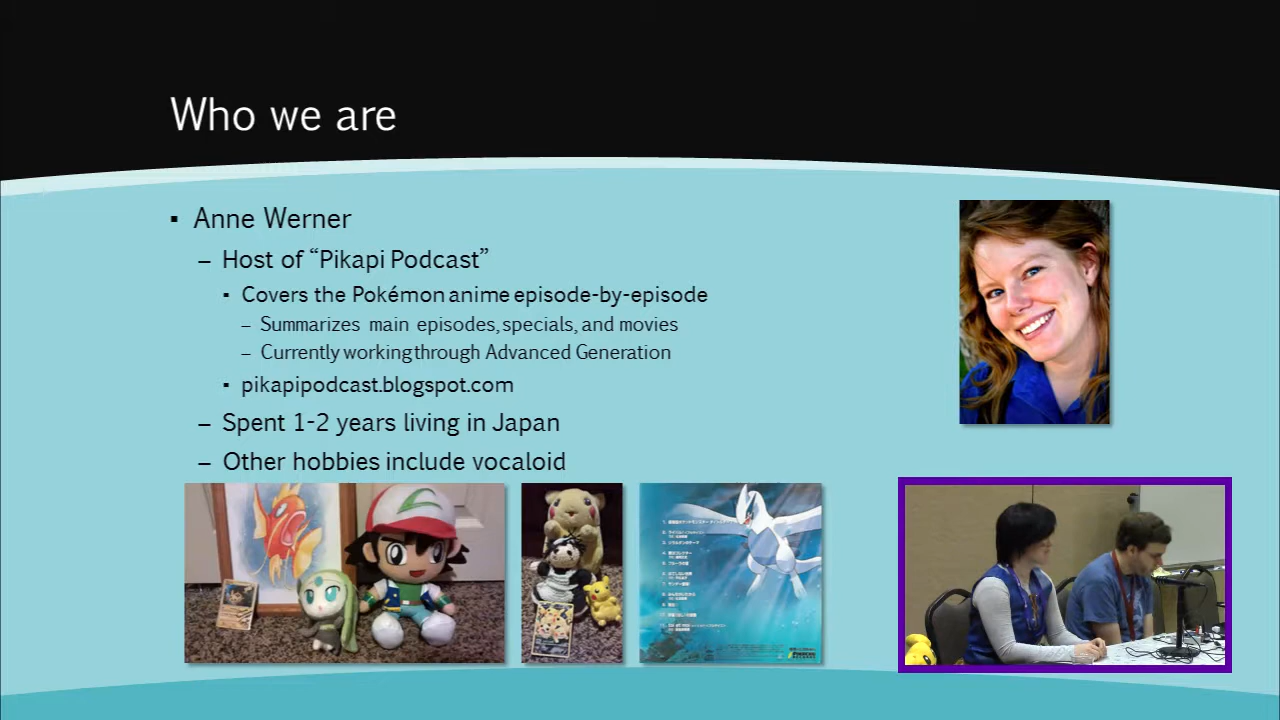 Who we are
▪ Anne Werner
– Host of “Pikapi Podcast”
▪ Covers the Pokémon anime episode-by-episode
– Summarizes main episodes, specials, and movies
– Currently working through Advanced Generation
▪ pikapipodcast.blogspot.com
– Spent 1-2 years living in Japan
– Other hobbies include vocaloid